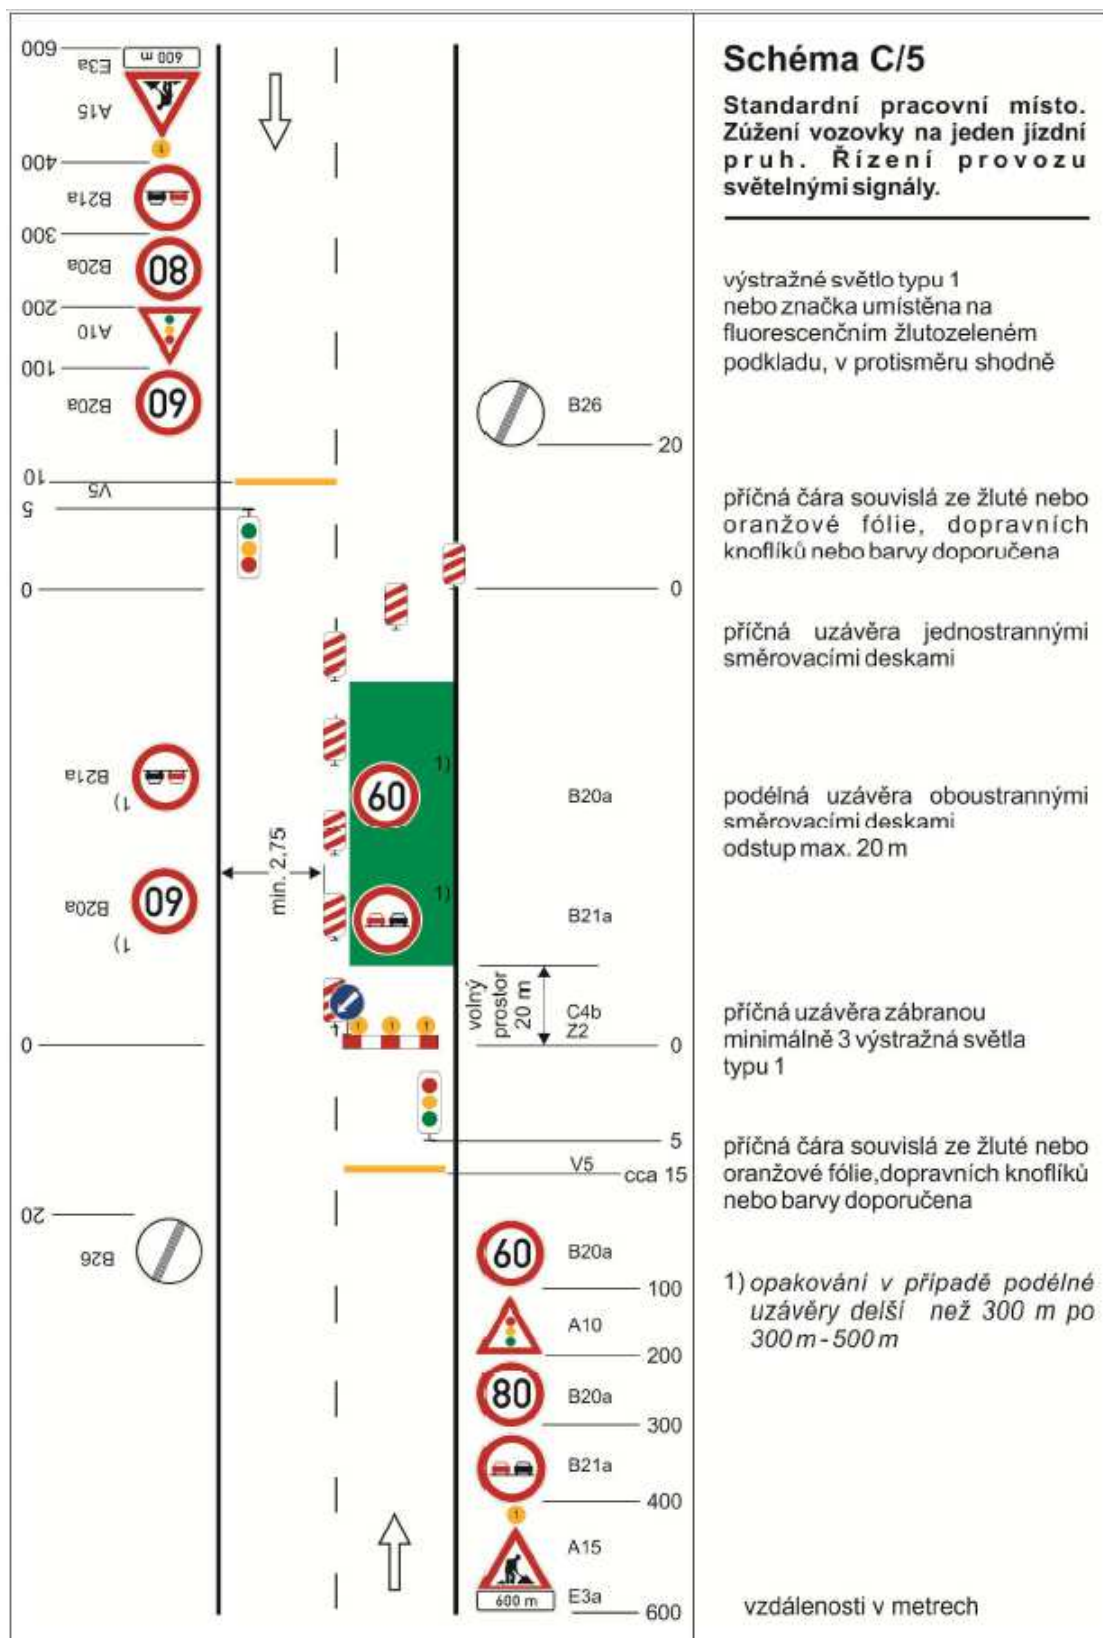 Schéma C/5
Standardní pracovní místo.
Zúžení vozovky na jeden jízdní
pruh. Řízení provozu
světelnými signály.
výstražné světlo typu 1
nebo značka umístěna na
fluorescenčním žlutozeleném
podkladu, v protisměru shodně
příčná čára souvislá ze žluté nebo
oranžové fólie, dopravních
knoflíků nebo barvy doporučena
příčná uzávěra jednostrannými
směrovacími deskami
podélná uzávěra oboustrannými
směrovacími deskami
odstup max. 20 m
příčná uzávěra zábranou
minimálně 3 výstražná světla
typu 1
příčná čára souvislá ze žluté nebo
oranžové fólie,dopravních knoflíků
nebo barvy doporučena
1) opakování v případě podélné
uzávěry delší než 300 m po
300 m - 500 m
vzdálenosti v metrech
600
E3a
600 m
A15
1
400
B21a
300
B20a
80
200
A10
100
B20a
60
10
V5
5
0
B21a
1)
B20a
60
1)
0
20
B26
B26
20
0
1)
60
B20a
1)
B21a
min. 2,75
volný
prostor
20 m
C4b
Z2
1 1 1
0
5
V5
cca 15
60
B20a
100
A10
200
80
B20a
300
B21a
400
1
A15
600 m
E3a
600